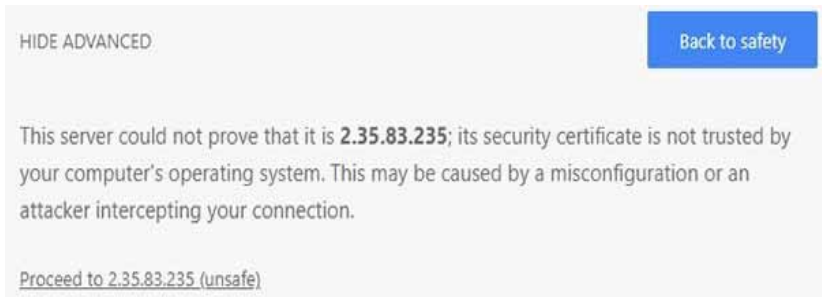 HIDE ADVANCED
Back to safety
This server could not prove that it is 2.35.83.235; its security certificate is not trusted by
your computer's operating system. This may be caused by a misconfiguration or an
attacker intercepting your connection.
Proceed to 2.35.83.235 (unsafe)